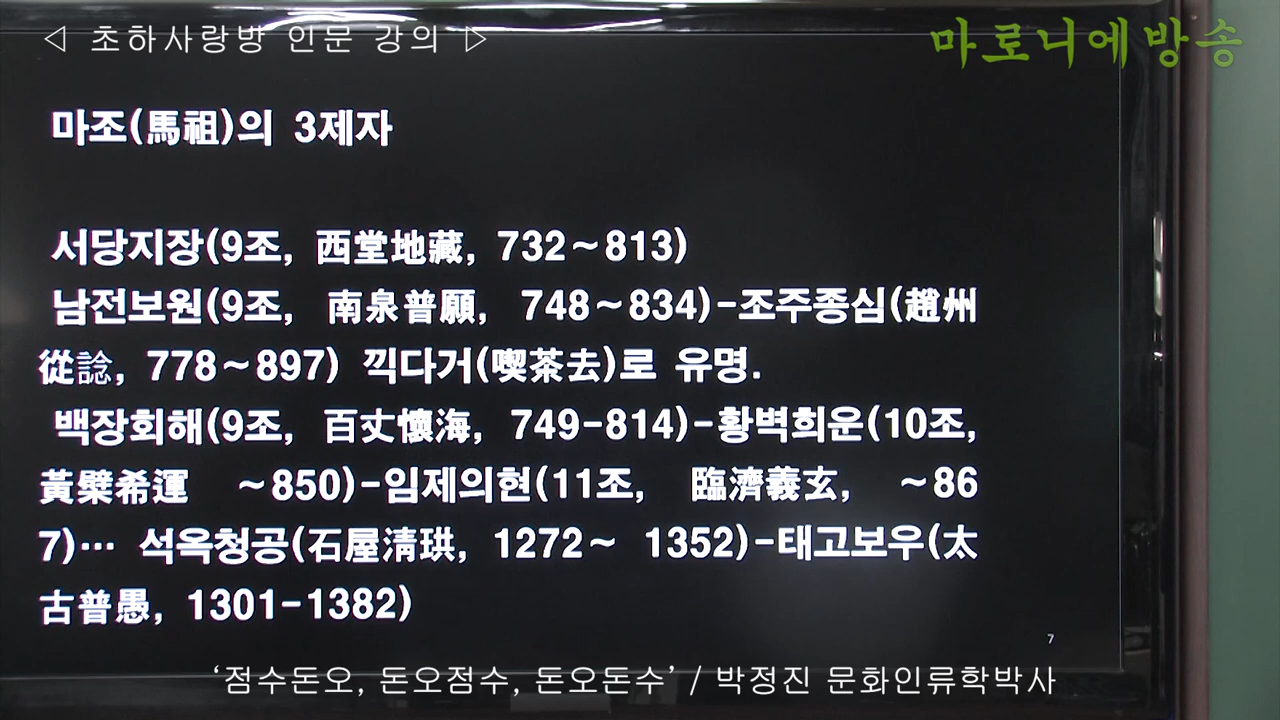 ◁ 초하사랑방 인문 강의 ▷
마로니에방송
마조(馬祖)의 3제자
서당지장(9조, 西堂地藏, 732~813)
남전보원(9조, 南泉普願, 748~834)-조주종심(趙州
從諗, 778~897) 끽다거(喫茶去)로 유명.
백장회해(9조, 百丈懷海, 749-814)-황벽희운(10조,
黃檗希運 ~850)-임제의현(11조, 臨濟義玄, ~86
7)… 석옥청공(石屋淸珙, 1272~ 1352)-태고보우(太
古普愚, 1301-1382)
7
‘점수돈오, 돈오점수, 돈오돈수’ / 박정진 문화인류학박사